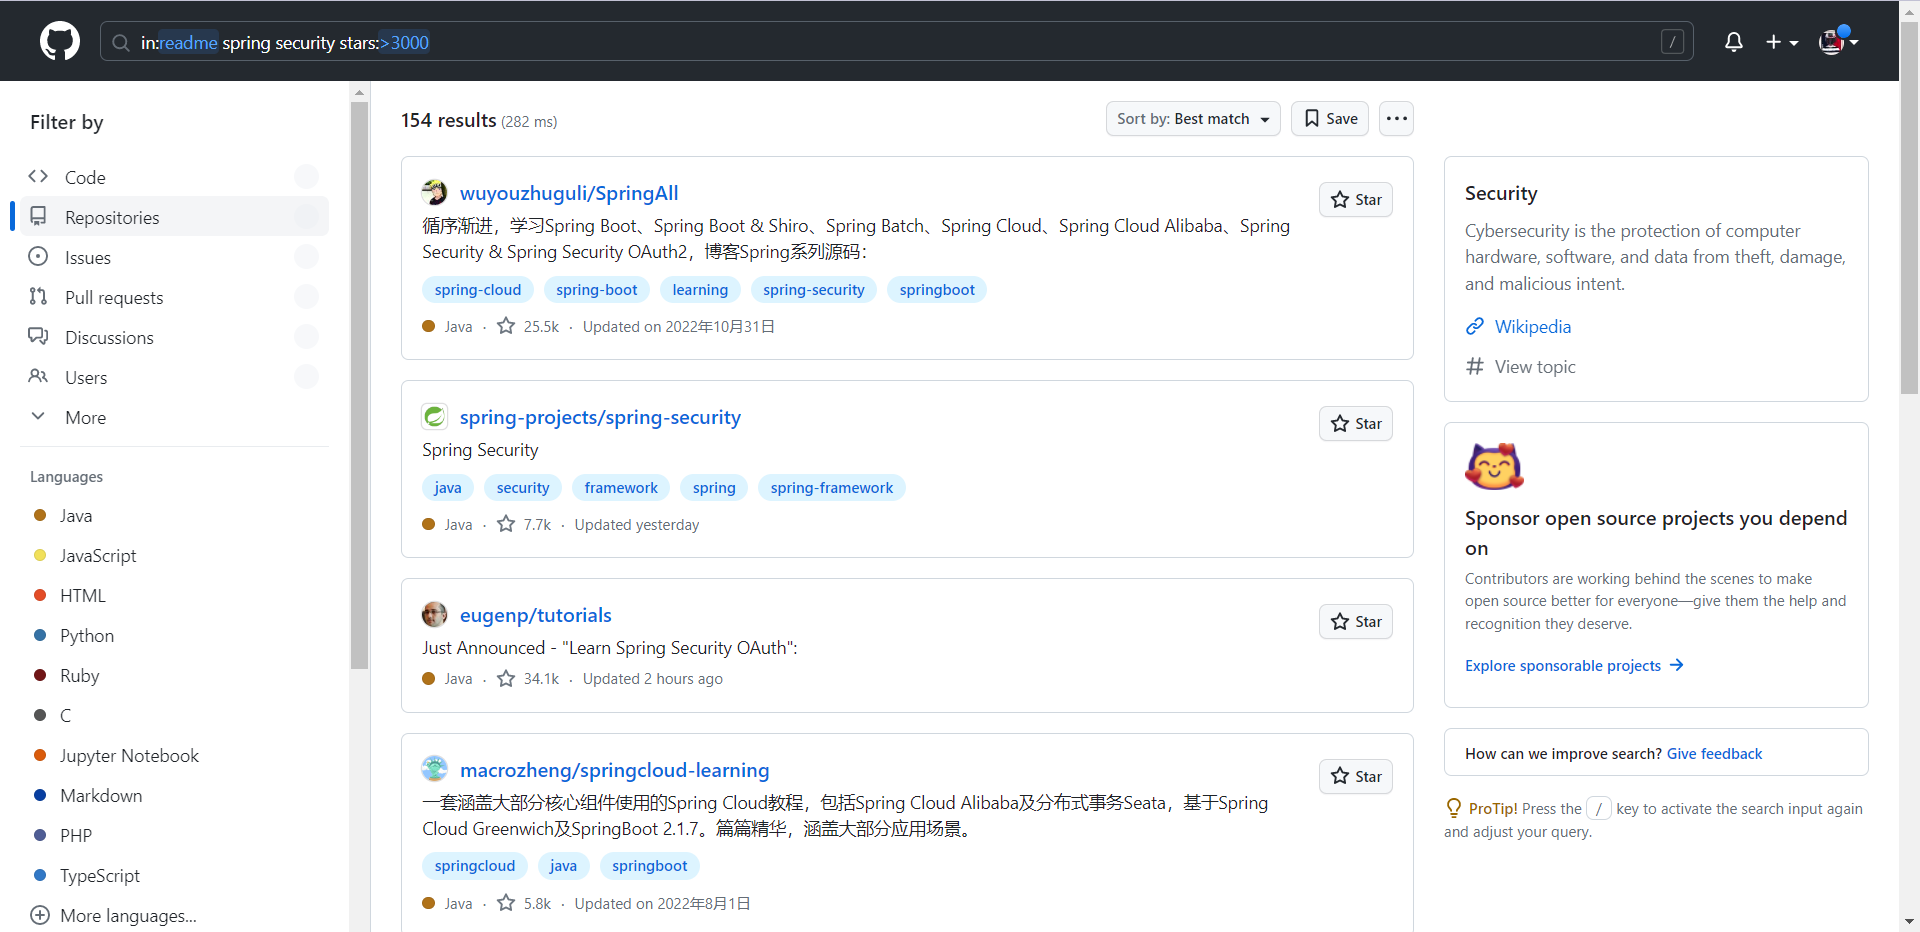 in:readme spring security stars:>3000
/
Filter by
Code
Repositories
Issues
Pull requests
Discussions
Users
More
Languages
Java
JavaScript
HTML
Python
Ruby
C
Jupyter Notebook
Markdown
PHP
TypeScript
More languages...
154 results (282 ms)
Sort by: Best match
Save
wuyouzhuguli/SpringAll
Star
循序渐进，学习Spring Boot、Spring Boot & Shiro、Spring Batch、Spring Cloud、Spring Cloud Alibaba、Spring
Security & Spring Security OAuth2，博客Spring系列源码：
spring-cloud spring-boot learning spring-security springboot
Java · 25.5k · Updated on 2022年10月31日
spring-projects/spring-security
Star
Spring Security
java security framework spring spring-framework
Java · 7.7k · Updated yesterday
eugenp/tutorials
Star
Just Announced - "Learn Spring Security OAuth":
Java · 34.1k · Updated 2 hours ago
macrozheng/springcloud-learning
Star
一套涵盖大部分核心组件使用的Spring Cloud教程，包括Spring Cloud Alibaba及分布式事务Seata，基于Spring
Cloud Greenwich及SpringBoot 2.1.7。篇篇精华，涵盖大部分应用场景。
springcloud java springboot
Java · 5.8k · Updated on 2022年8月1日
Security
Cybersecurity is the protection of computer
hardware, software, and data from theft, damage,
and malicious intent.
Wikipedia
View topic
Sponsor open source projects you depend
on
Contributors are working behind the scenes to make
open source better for everyone—give them the help and
recognition they deserve.
Explore sponsorable projects →
How can we improve search? Give feedback
ProTip! Press the / key to activate the search input again
and adjust your query.